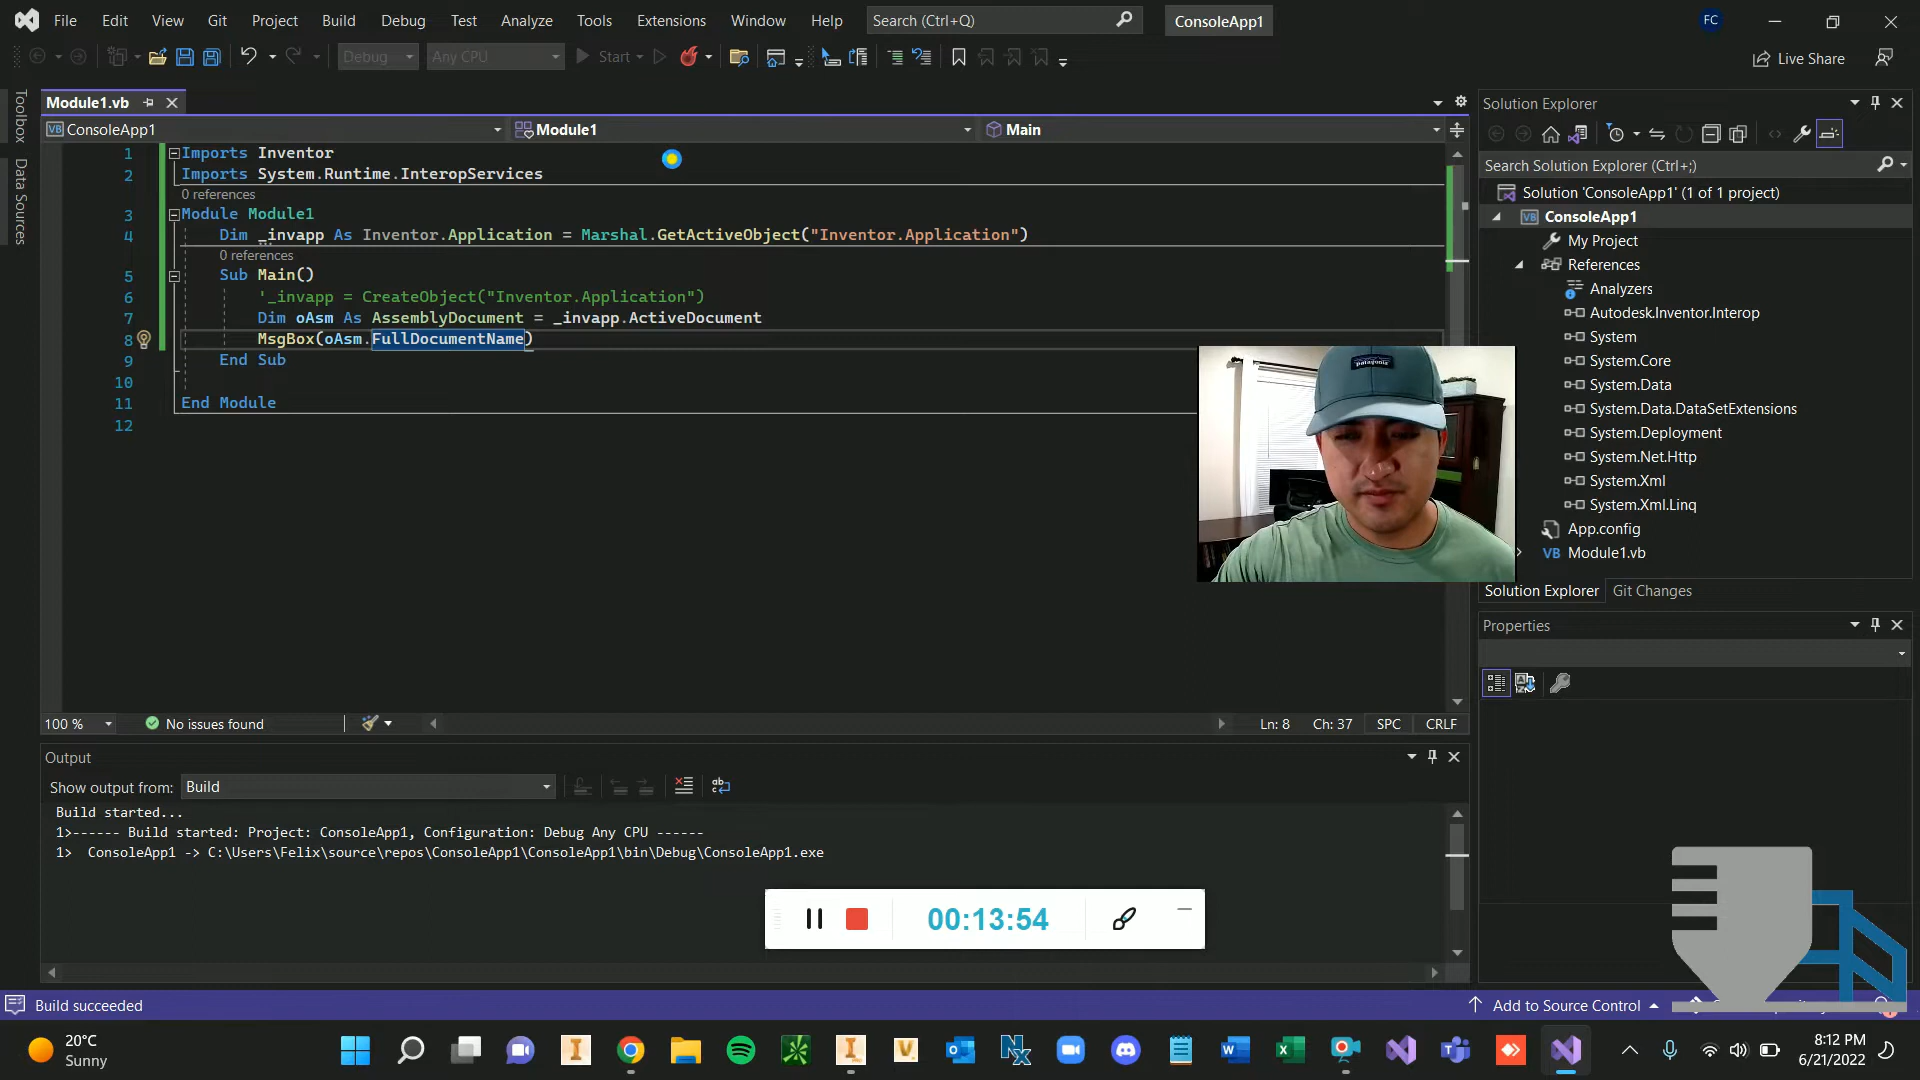 File Edit View Git Project Build Debug Test Analyze Tools Extensions Window Help Search (Ctrl+Q) ConsoleApp1 FC
Debug Any CPU Start Live Share
Toolbox
Data Sources
Module1.vb
ConsoleApp1 Module1 Main
1 Imports Inventor
2 Imports System.Runtime.InteropServices
0 references
3 Module Module1
4 Dim _invapp As Inventor.Application = Marshal.GetActiveObject("Inventor.Application")
0 references
5 Sub Main()
6 '_invapp = CreateObject("Inventor.Application")
7 Dim oAsm As AssemblyDocument = _invapp.ActiveDocument
8 MsgBox(oAsm.FullDocumentName)
9 End Sub
10
11 End Module
12
100 % No issues found Ln: 8 Ch: 37 SPC CRLF
Output
Show output from: Build
Build started...
1>------ Build started: Project: ConsoleApp1, Configuration: Debug Any CPU ------
1> ConsoleApp1 -> C:\Users\Felix\source\repos\ConsoleApp1\ConsoleApp1\bin\Debug\ConsoleApp1.exe
patagonia
Solution Explorer
Search Solution Explorer (Ctrl+;)
Solution 'ConsoleApp1' (1 of 1 project)
VB ConsoleApp1
My Project
References
Analyzers
Autodesk.Inventor.Interop
System
System.Core
System.Data
System.Data.DataSetExtensions
System.Deployment
System.Net.Http
System.Xml
System.Xml.Linq
App.config
VB Module1.vb
Solution Explorer Git Changes
Properties
00:13:54
Build succeeded Add to Source Control
20°C
Sunny
8:12 PM
6/21/2022